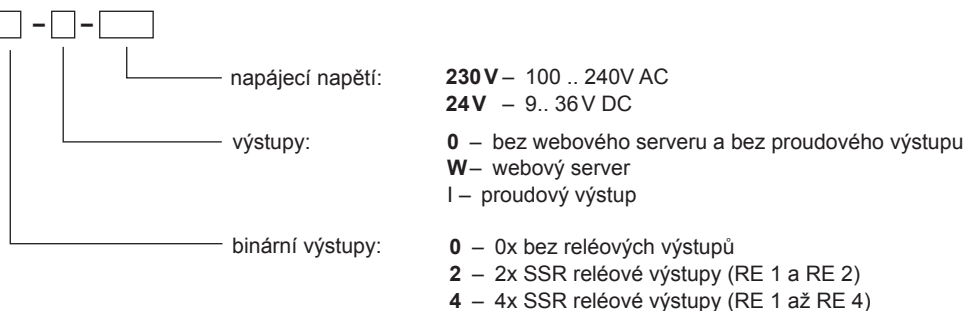 – –
napájecí napětí: 230 V – 100 .. 240V AC
24V – 9.. 36 V DC
výstupy: 0 – bez webového serveru a bez proudového výstupu
W – webový server
I – proudový výstup
binární výstupy: 0 – 0x bez reléových výstupů
2 – 2x SSR reléové výstupy (RE 1 a RE 2)
4 – 4x SSR reléové výstupy (RE 1 až RE 4)